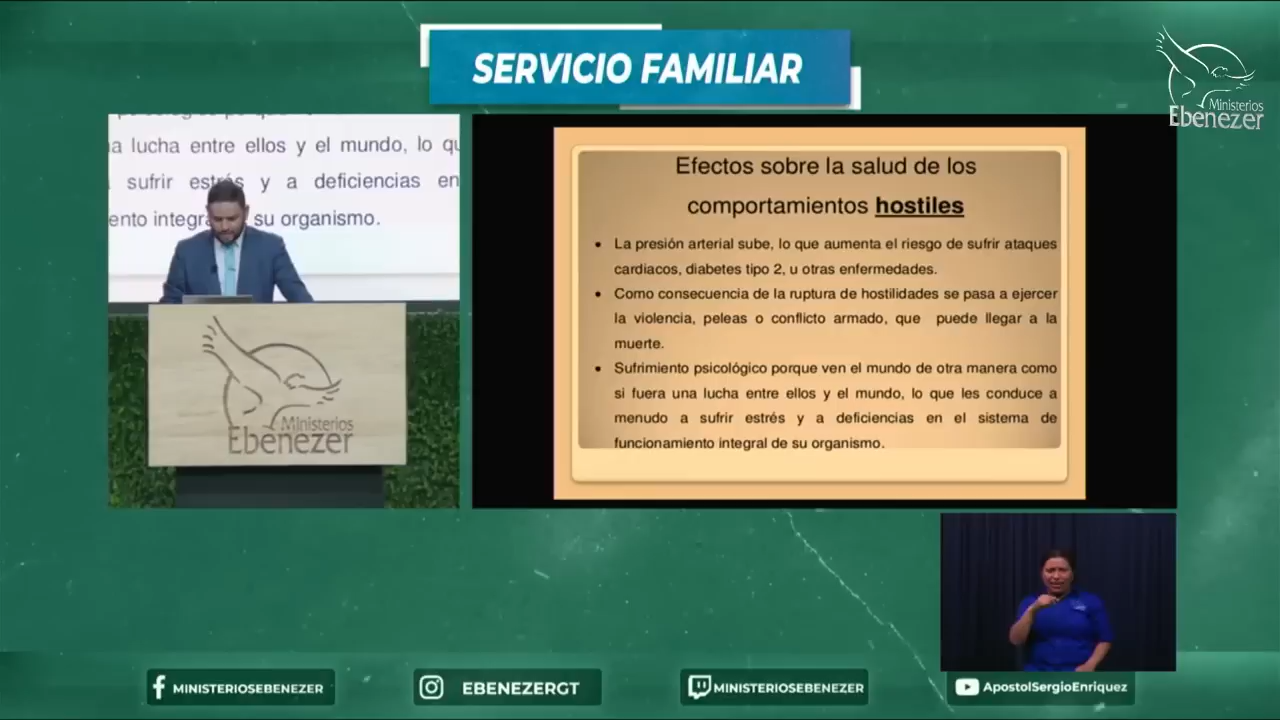 SERVICIO FAMILIAR
Ministerios
Ebenezer
a lucha entre ellos y el mundo, lo qu
sufrir estrés y a deficiencias en
ento integra su organismo.
Ministerios
Ebenezer
Efectos sobre la salud de los
comportamientos hostiles
• La presión arterial sube, lo que aumenta el riesgo de sufrir ataques
cardiacos, diabetes tipo 2, u otras enfermedades.
• Como consecuencia de la ruptura de hostilidades se pasa a ejercer
la violencia, peleas o conflicto armado, que puede llegar a la
muerte.
• Sufrimiento psicológico porque ven el mundo de otra manera como
si fuera una lucha entre ellos y el mundo, lo que les conduce a
menudo a sufrir estrés y a deficiencias en el sistema de
funcionamiento integral de su organismo.
MINISTERIOSEBENEZER
EBENEZERGT
MINISTERIOSEBENEZER
ApostolSergioEnriquez